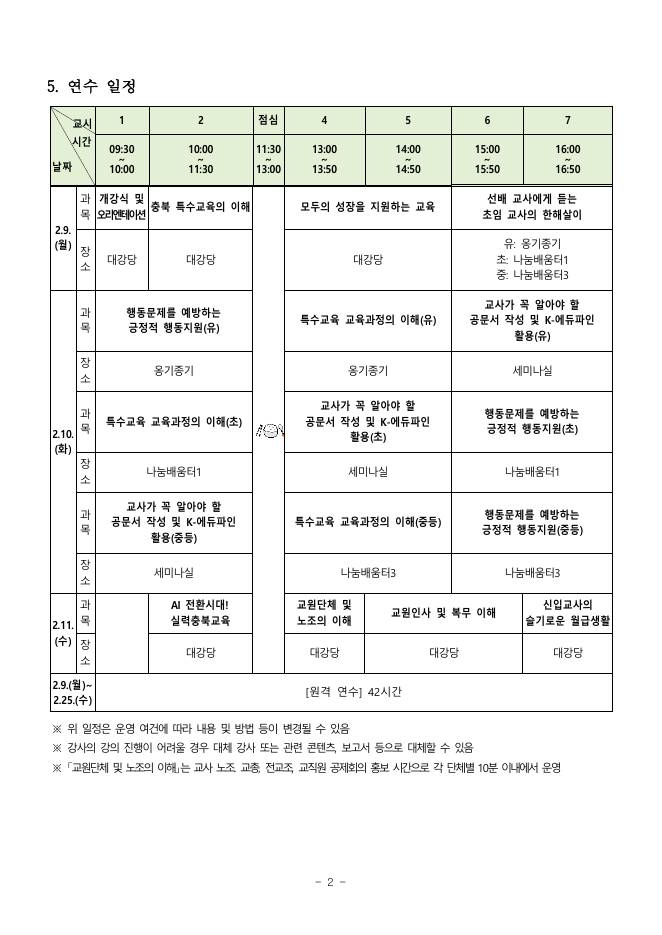 5. 연수 일정
교시 1 2 점심 4 5 6 7
시간
날짜
09:30 10:00 11:30 13:00 14:00 15:00 16:00
~ ~ ~ ~ ~ ~ ~
10:00 11:30 13:00 13:50 14:50 15:50 16:50
2.9.
(월)
과
목
개강식 및
오리엔테이션
충북 특수교육의 이해
모두의 성장을 지원하는 교육
선배 교사에게 듣는
초임 교사의 한해살이
장
소
대강당
대강당
대강당
유: 옹기종기
초: 나눔배움터1
중: 나눔배움터3
2.10.
(화)
과
목
행동문제를 예방하는
긍정적 행동지원(유)
특수교육 교육과정의 이해(유)
교사가 꼭 알아야 할
공문서 작성 및 K-에듀파인
활용(유)
장
소
옹기종기
옹기종기
세미나실
과
목
특수교육 교육과정의 이해(초)
교사가 꼭 알아야 할
공문서 작성 및 K-에듀파인
활용(초)
행동문제를 예방하는
긍정적 행동지원(초)
장
소
나눔배움터1
세미나실
나눔배움터1
과
목
교사가 꼭 알아야 할
공문서 작성 및 K-에듀파인
활용(중등)
특수교육 교육과정의 이해(중등)
행동문제를 예방하는
긍정적 행동지원(중등)
장
소
세미나실
나눔배움터3
나눔배움터3
2.11.
(수)
과
목
AI 전환시대!
실력충북교육
교원단체 및
노조의 이해
교원인사 및 복무 이해
신입교사의
슬기로운 월급생활
장
소
대강당
대강당
대강당
대강당
2.9.(월)~
2.25.(수)
[원격 연수] 42시간
※ 위 일정은 운영 여건에 따라 내용 및 방법 등이 변경될 수 있음
※ 강사의 강의 진행이 어려울 경우 대체 강사 또는 관련 콘텐츠, 보고서 등으로 대체할 수 있음
※ 「교원단체 및 노조의 이해」는 교사 노조, 교총, 전교조, 교직원 공제회의 홍보 시간으로 각 단체별 10분 이내에서 운영
- 2 -